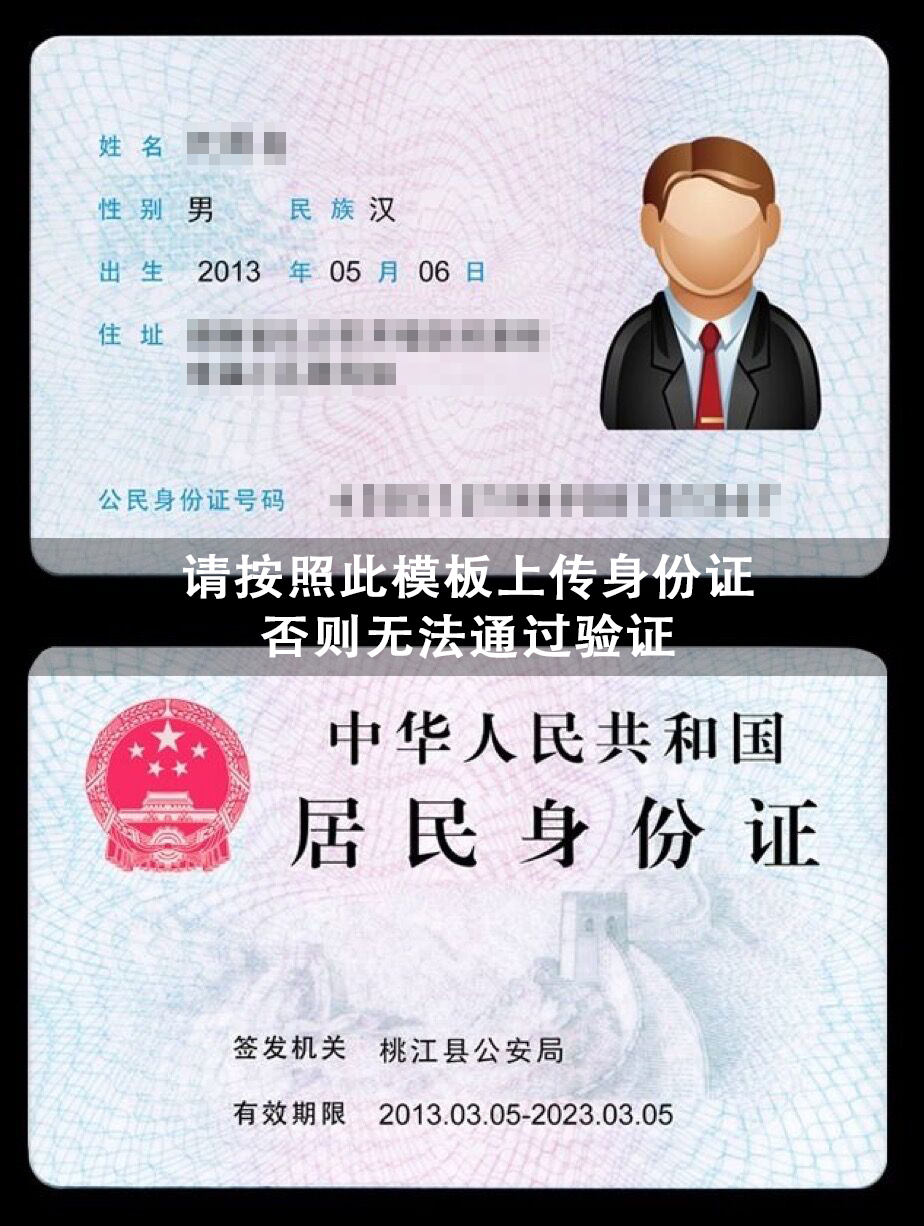 姓 名
性 别 男 民 族 汉
出 生 2013 年 05 月 06 日
住 址
公民身份证号码
请按照此模板上传身份证
否则无法通过验证
中华人民共和国
居民身份证
签发机关 桃江县公安局
有效期限 2013.03.05-2023.03.05